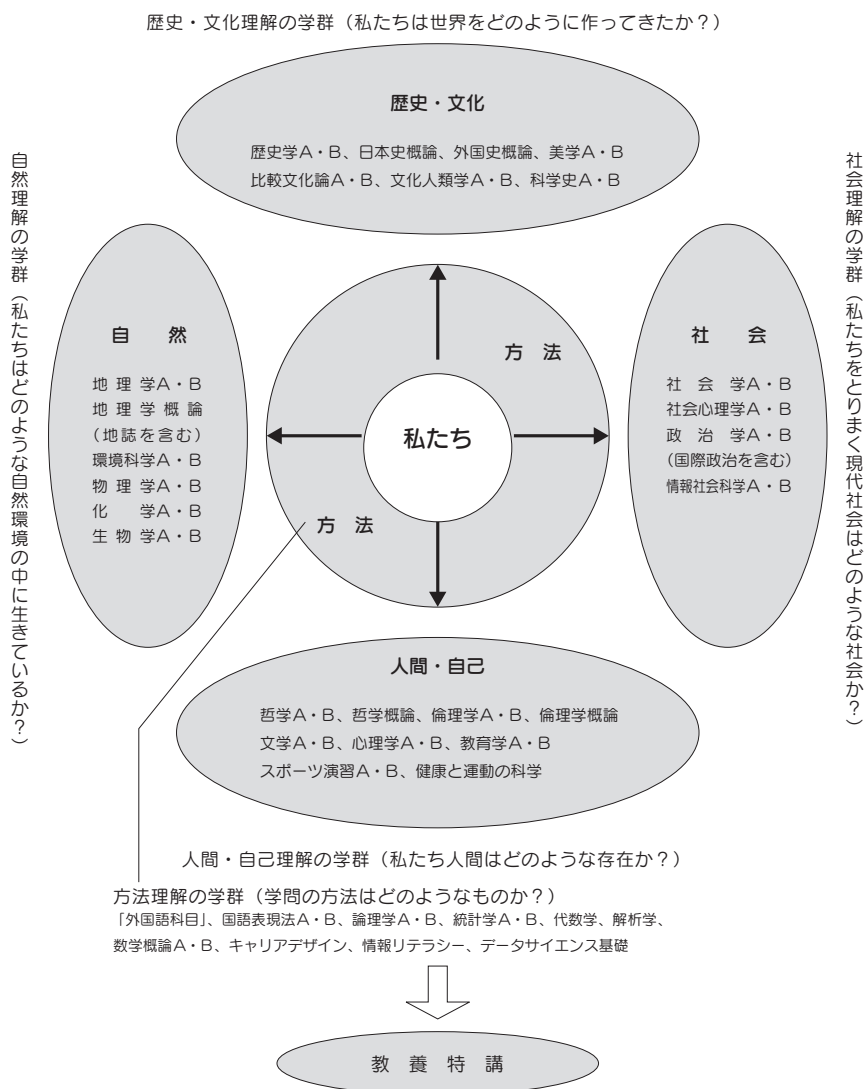 歴史・文化理解の学群(私たちは世界をどのように作ってきたか?)
歴史・文化
歴史学A・B、日本史概論、外国史概論、美学A・B
比較文化論A・B、文化人類学A・B、科学史A・B
自然理解の学群(私たちはどのような自然環境の中に生きているか?)
自 然
地理学A・B
地理学概論
(地誌を含む)
環境科学A・B
物理学A・B
化 学A・B
生物学A・B
方 法
私たち
方 法
社 会
社 会 学A・B
社会心理学A・B
政 治 学A・B
(国際政治を含む)
情報社会科学A・B
社会理解の学群(私たちをとりまく現代社会はどのような社会か?)
人間・自己
哲学A・B、哲学概論、倫理学A・B、倫理学概論
文学A・B、心理学A・B、教育学A・B
スポーツ演習A・B、健康と運動の科学
人間・自己理解の学群(私たち人間はどのような存在か?)
方法理解の学群(学問の方法はどのようなものか?)
「外国語科目」、国語表現法A・B、論理学A・B、統計学A・B、代数学、解析学、
数学概論A・B、キャリアデザイン、情報リテラシー、データサイエンス基礎
教 養 特 講